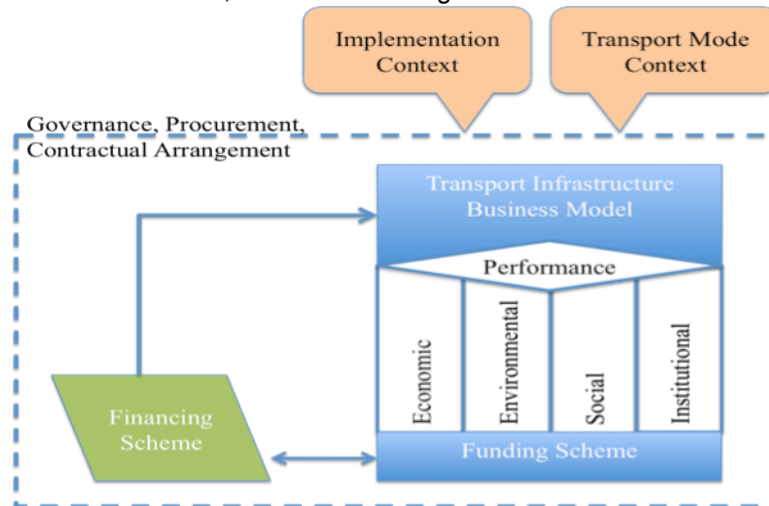 Implementation
Context
Transport Mode
Context
Governance, Procurement,
Contractual Arrangement
Transport Infrastructure
Business Model
Performance
Economic
Environmental
Social
Institutional
Financing
Scheme
Funding Scheme